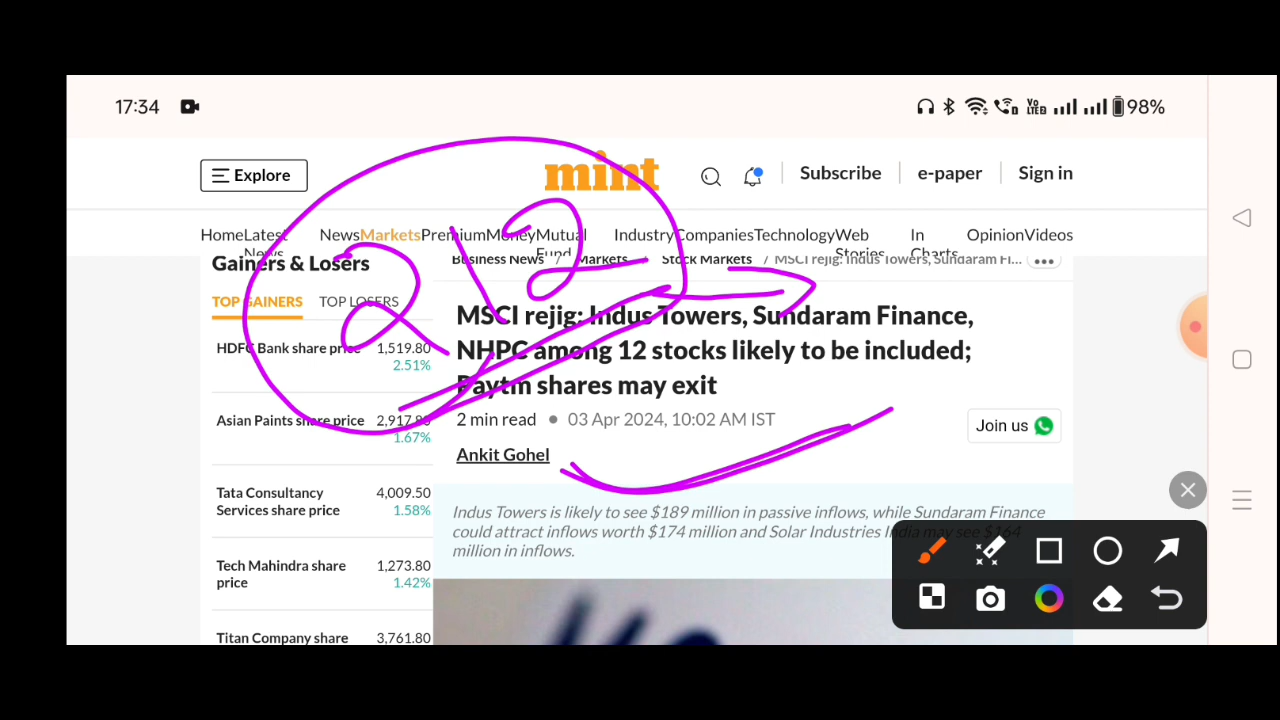 17:34 98%
Explore mint Subscribe e-paper Sign in
Home Latest News News Markets Premium Money Mutual Fund Industry Companies Technology Web Stories In Charts Opinion Videos
Business News / Markets / Stock Markets / MSCI rejig: Indus Towers, Sundaram Fi...
Gainers & Losers
TOP GAINERS TOP LOSERS
HDFC Bank share price 1,519.80
2.51%
Asian Paints share price 2,917.
1.67%
Tata Consultancy Services share price 4,009.50
1.58%
Tech Mahindra share price 1,273.80
1.42%
Titan Company share 3,761.80
MSCI rejig: Indus Towers, Sundaram Finance,
NHPC among 12 stocks likely to be included;
Paytm shares may exit
2 min read • 03 Apr 2024, 10:02 AM IST
Join us
Ankit Gohel
Indus Towers is likely to see $189 million in passive inflows, while Sundaram Finance
could attract inflows worth $174 million and Solar Industries India may see $164
million in inflows.